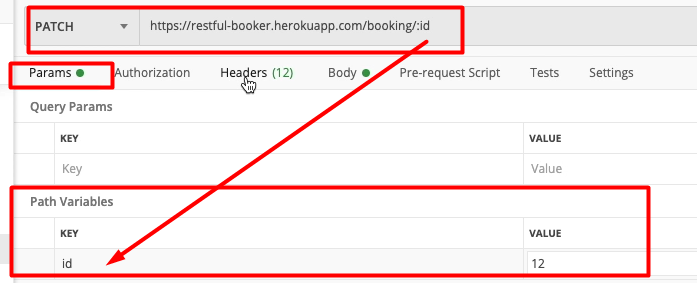 PATCH https://restful-booker.herokuapp.com/booking/:id
Params Authorization Headers (12) Body Pre-request Script Tests Settings
Query Params
KEY VALUE
Key Value
Path Variables
KEY VALUE
id 12